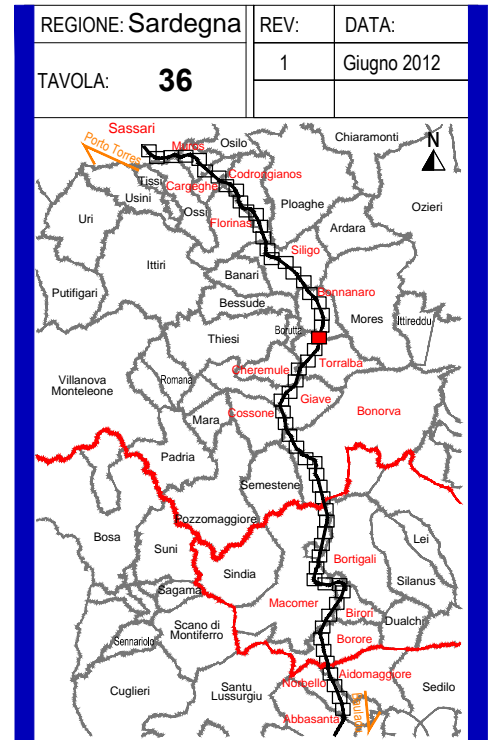 REGIONE: Sardegna
REV:
DATA:
TAVOLA: 36
1
Giugno 2012
Sassari
Porto Torres
Muros
Osilo
Chiaramonti
N
Tissi
Cargeghe
Codrongianos
Usini
Ossi
Ploaghe
Ozieri
Uri
Florinas
Ardara
Siligo
Ittiri
Banari
Bonnanaro
Putifigari
Bessude
Mores
Ittireddu
Thiesi
Borutta
Torralba
Cheremule
Villanova
Monteleone
Romana
Giave
Cossone
Bonorva
Mara
Padria
Semestene
Pozzomaggiore
Bosa
Suni
Lei
Bortigali
Sindia
Silanus
Sagama
Macomer
Birori
Dualchi
Scano di
Montiferro
Sennariolo
Borore
Aidomaggiore
Norbello
Cuglieri
Santu
Lussurgiu
Sedilo
Abbasanta